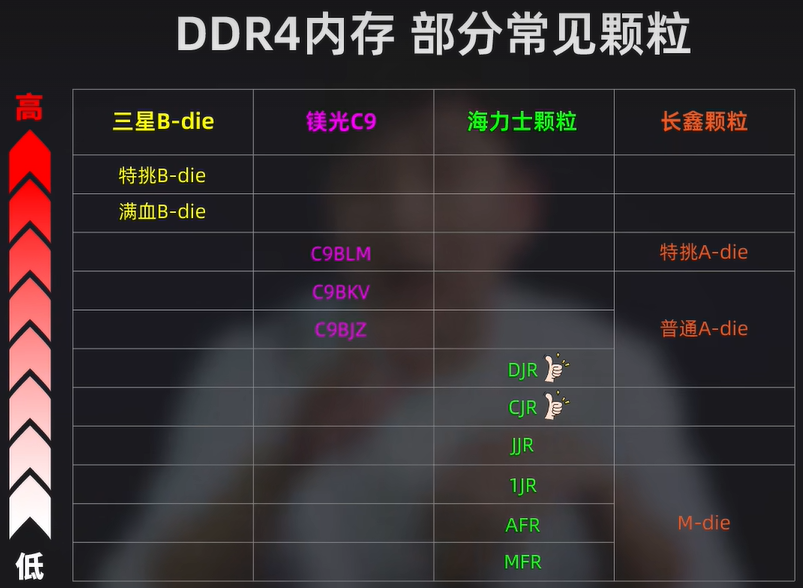 DDR4内存 部分常见颗粒
高
三星B-die 镁光C9 海力士颗粒 长鑫颗粒
特挑B-die
满血B-die
C9BLM 特挑A-die
C9BKV
C9BJZ 普通A-die
DJR
CJR
JJR
1JR
AFR M-die
MFR
低